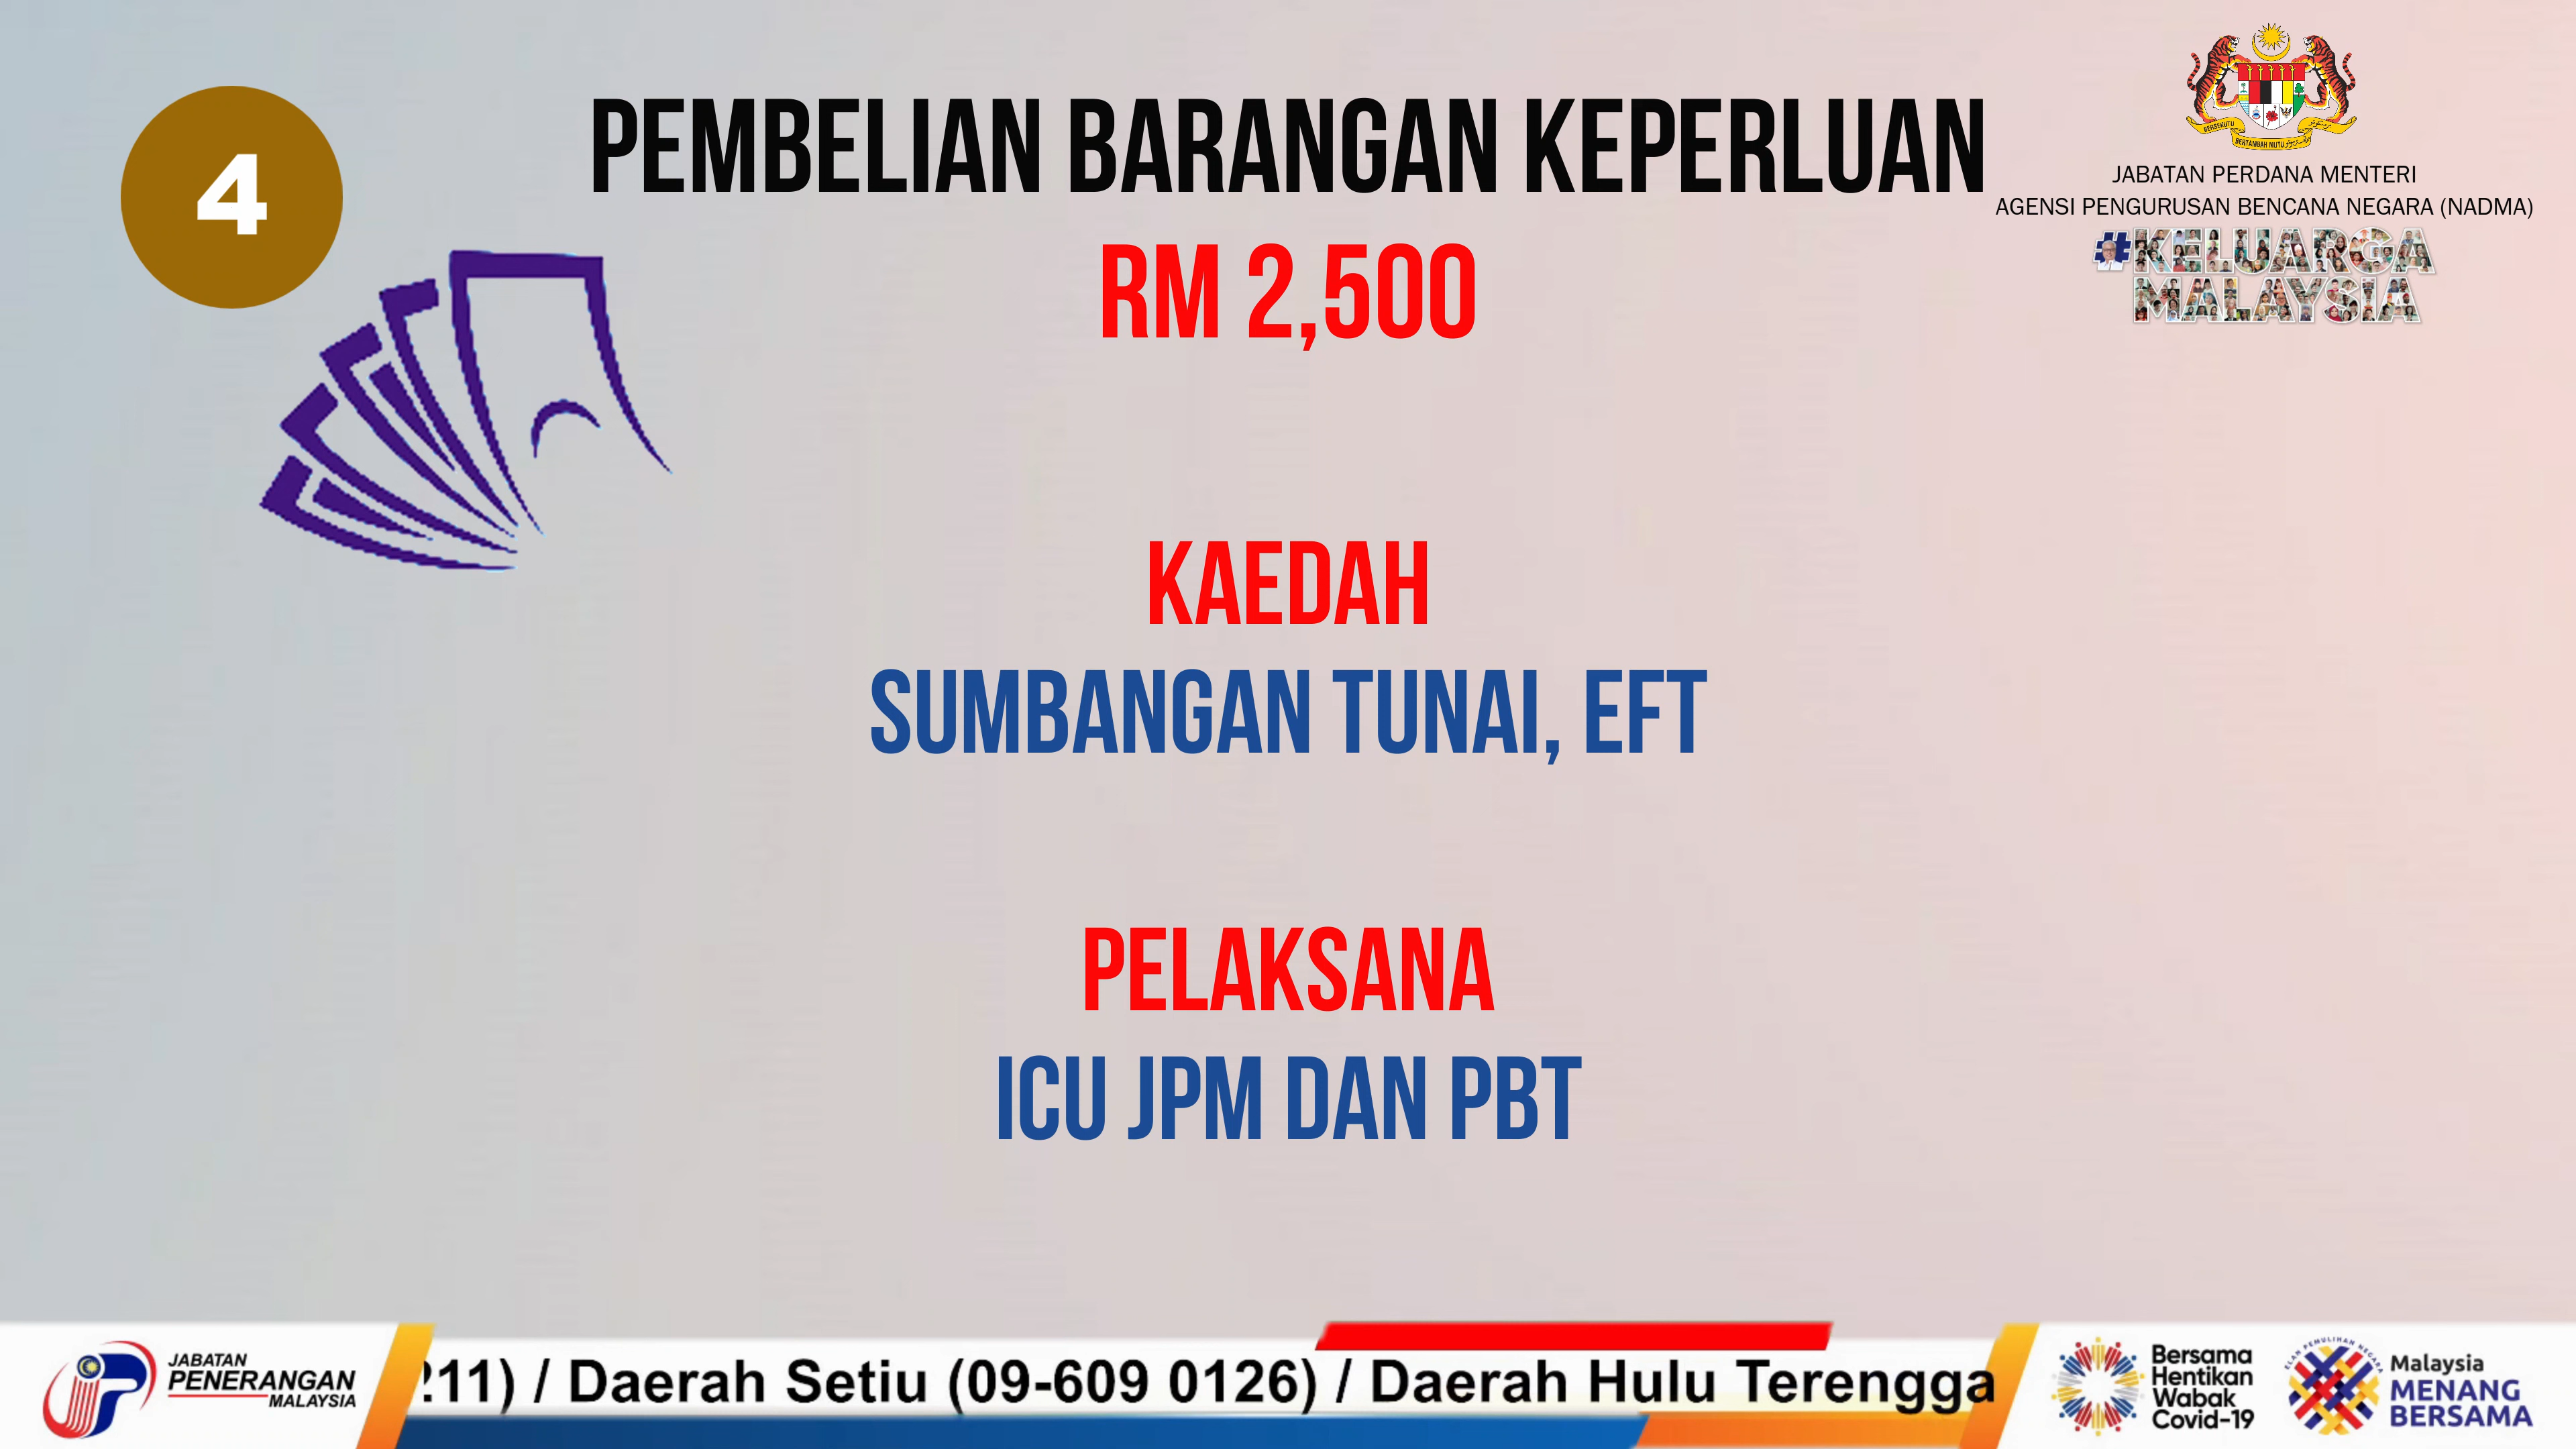 4
PEMBELIAN BARANGAN KEPERLUAN
RM 2,500
JABATAN PERDANA MENTERI
AGENSI PENGURUSAN BENCANA NEGARA (NADMA)
#KELUARGA
MALAYSIA
KAEDAH
SUMBANGAN TUNAI, EFT
PELAKSANA
ICU JPM DAN PBT
JABATAN
PENERANGAN
MALAYSIA
11) / Daerah Setiu (09-609 0126) / Daerah Hulu Terengga
Bersama
Hentikan
Wabak
Covid-19
Malaysia
MENANG
BERSAMA